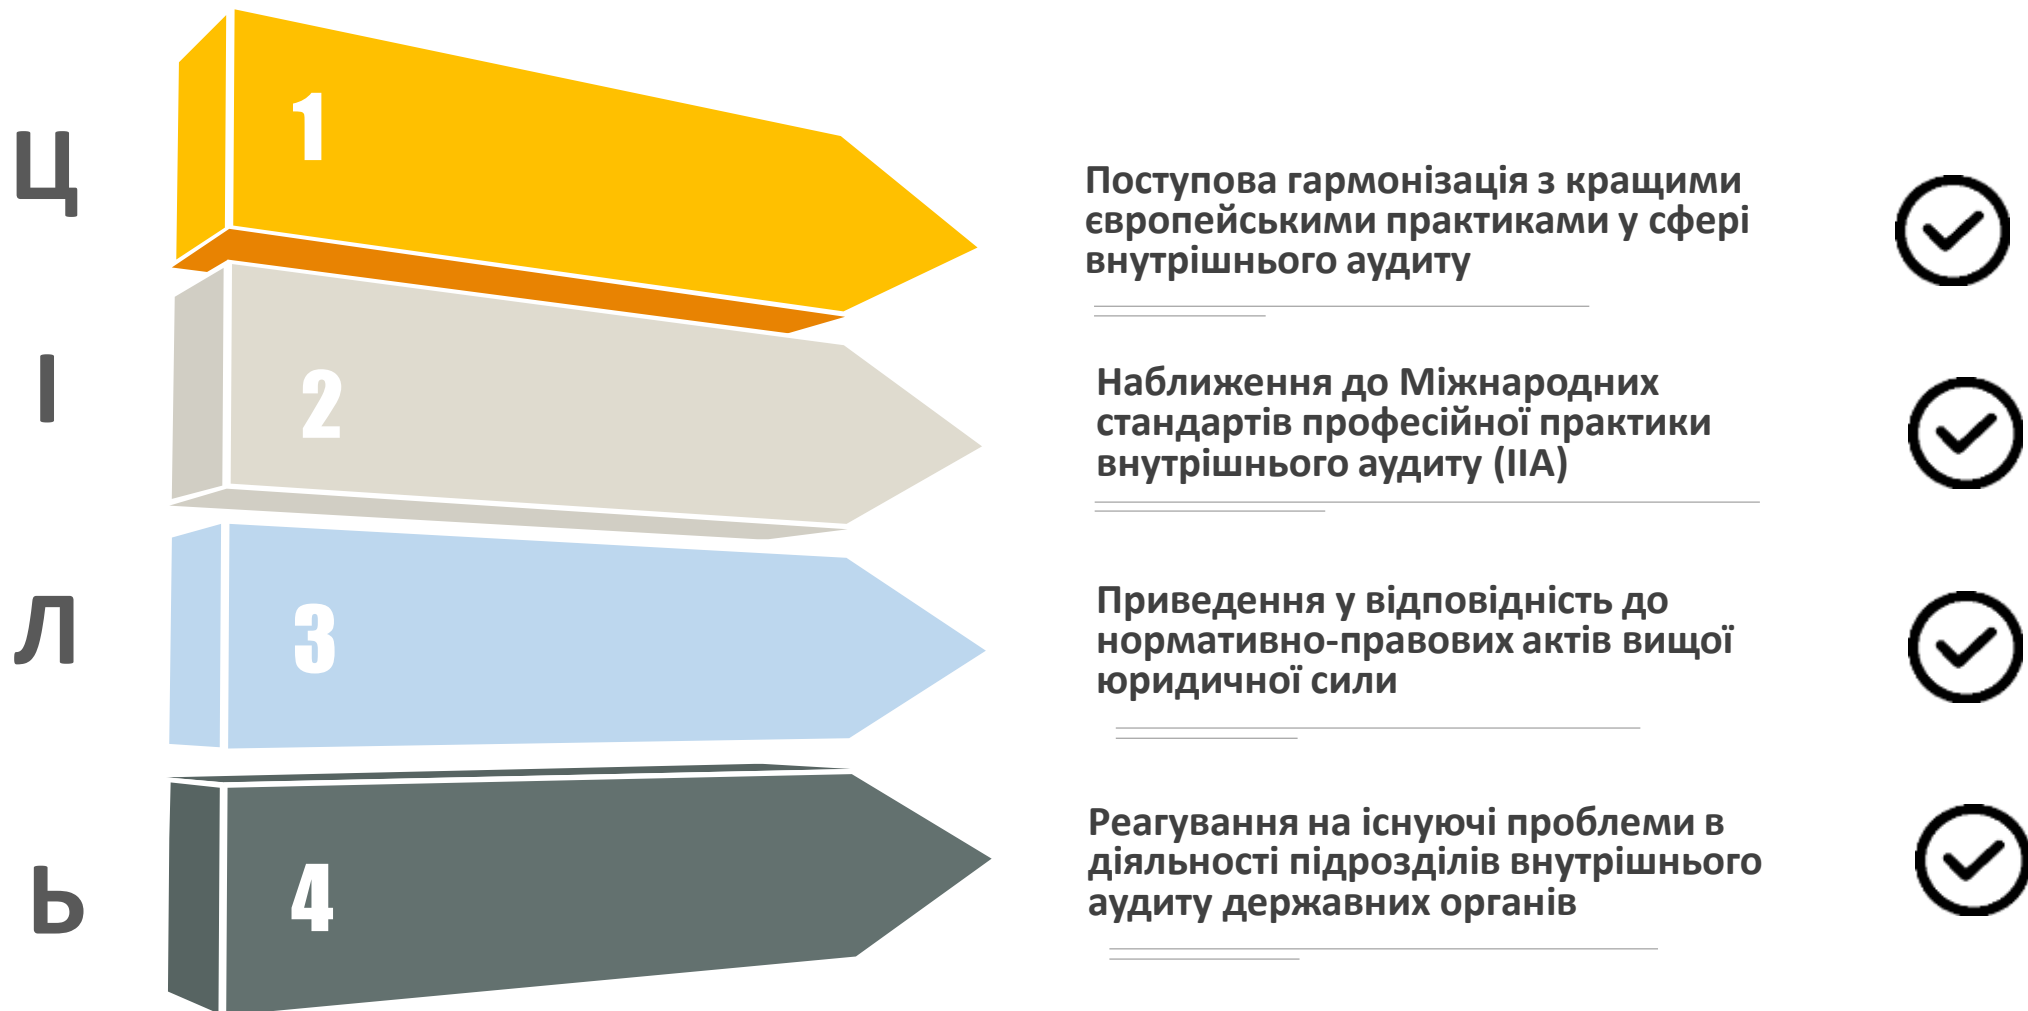 Ц
І
Л
Ь
1
Поступова гармонізація з кращими
європейськими практиками у сфері
внутрішнього аудиту
2
Наближення до Міжнародних
стандартів професійної практики
внутрішнього аудиту (ІІА)
3
Приведення у відповідність до
нормативно-правових актів вищої
юридичної сили
4
Реагування на існуючі проблеми в
діяльності підрозділів внутрішнього
аудиту державних органів